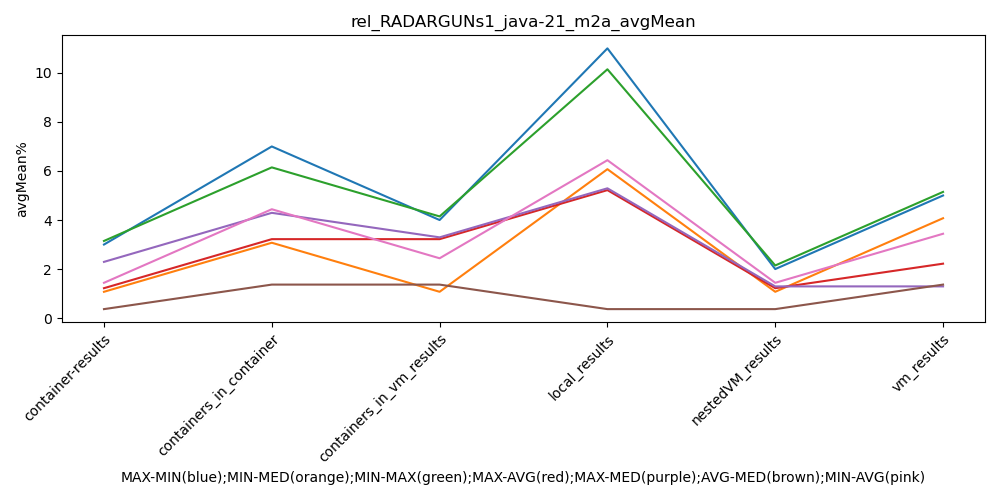 rel_RADARGUNs1_java-21_m2a_avgMean
avgMean%
10
8
6
4
2
0
container-results
containers_in_container
containers_in_vm_results
local_results
nestedVM_results
vm_results
MAX-MIN(blue);MIN-MED(orange);MIN-MAX(green);MAX-AVG(red);MAX-MED(purple);AVG-MED(brown);MIN-AVG(pink)